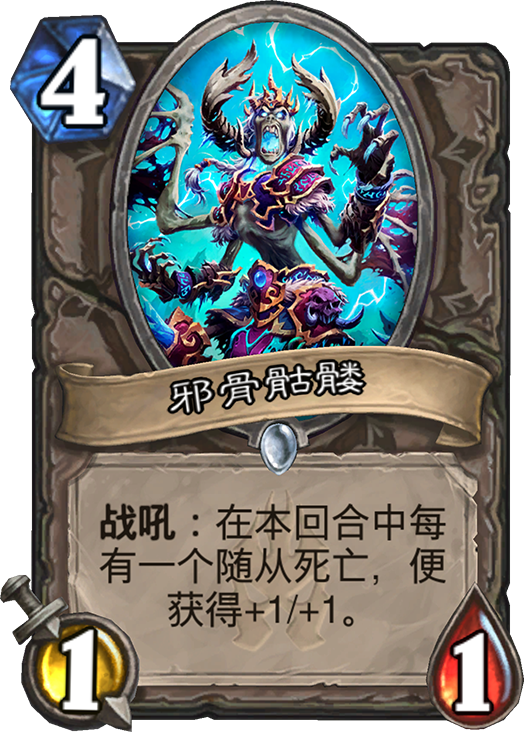 4
邪骨骷髅
战吼：在本回合中每
有一个随从死亡，便
获得+1/+1。
1
1